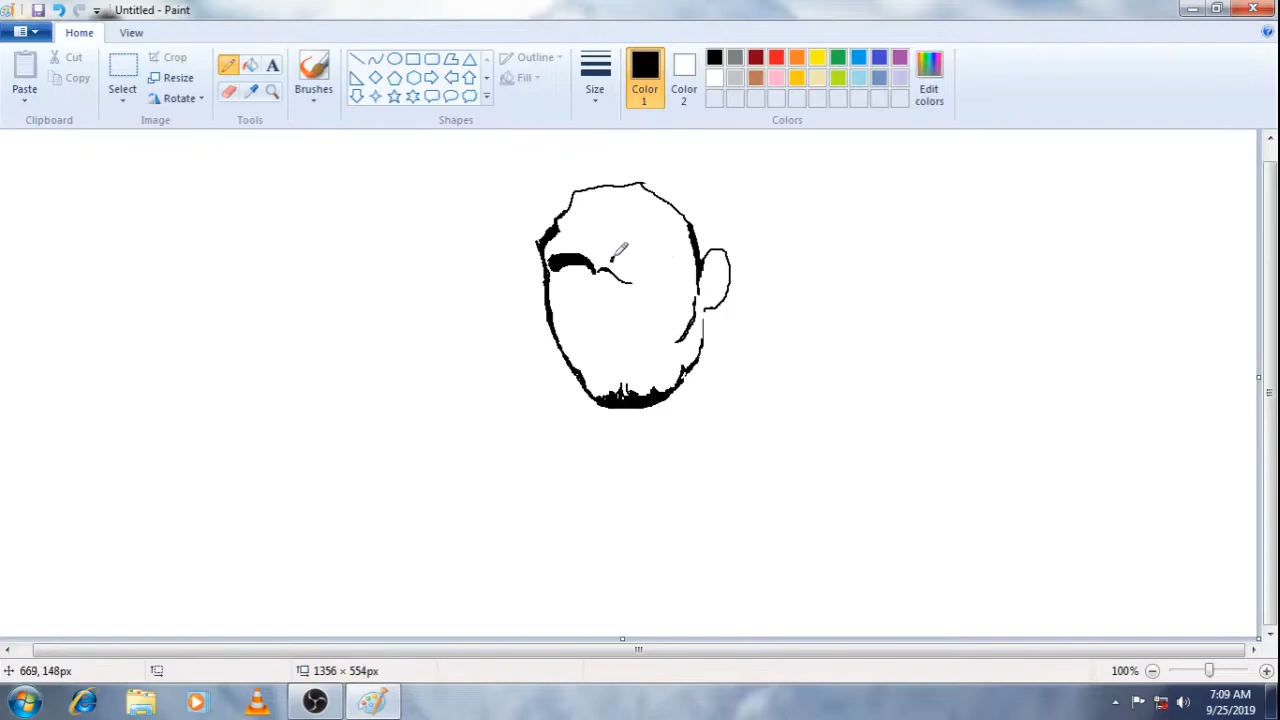 Untitled - Paint
Home View
Paste
Cut
Copy
Clipboard
Select
Crop
Resize
Rotate
Image
Tools
Brushes
Outline
Fill
Shapes
Size
Color 1
Color 2
Edit colors
Colors
669, 148px
1356 × 554px
100%
7:09 AM
9/25/2019